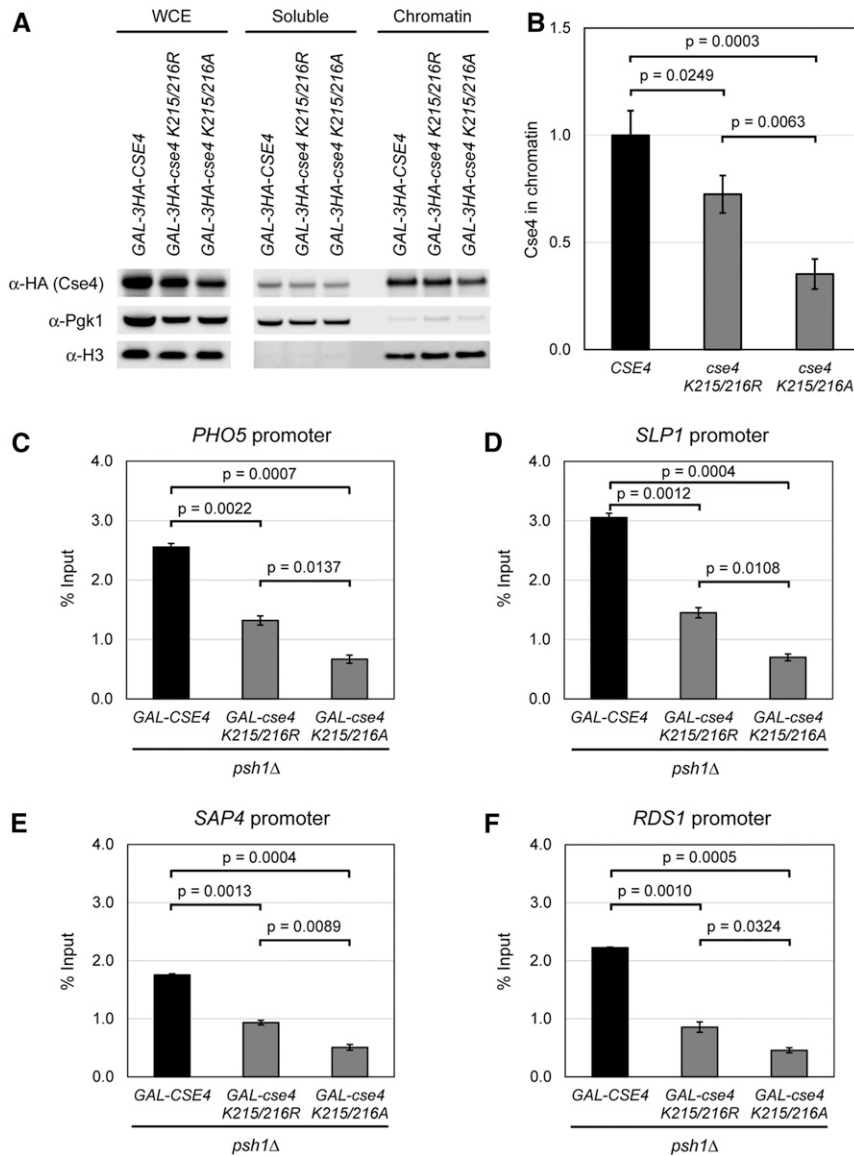 A
WCE
Soluble
Chromatin
GAL-3HA-CSE4
GAL-3HA-cse4 K215/216R
GAL-3HA-cse4 K215/216A
GAL-3HA-CSE4
GAL-3HA-cse4 K215/216R
GAL-3HA-cse4 K215/216A
GAL-3HA-CSE4
GAL-3HA-cse4 K215/216R
GAL-3HA-cse4 K215/216A
α-HA (Cse4)
α-Pgk1
α-H3
B
Cse4 in chromatin
1.5
1.0
0.5
0.0
p = 0.0003
p = 0.0249
p = 0.0063
CSE4
cse4
K215/216R
cse4
K215/216A
C
PHO5 promoter
% Input
4.0
3.0
2.0
1.0
0.0
p = 0.0007
p = 0.0022
p = 0.0137
GAL-CSE4
GAL-cse4
K215/216R
GAL-cse4
K215/216A
psh1Δ
D
SLP1 promoter
% Input
4.0
3.0
2.0
1.0
0.0
p = 0.0004
p = 0.0012
p = 0.0108
GAL-CSE4
GAL-cse4
K215/216R
GAL-cse4
K215/216A
psh1Δ
E
SAP4 promoter
% Input
4.0
3.0
2.0
1.0
0.0
p = 0.0004
p = 0.0013
p = 0.0089
GAL-CSE4
GAL-cse4
K215/216R
GAL-cse4
K215/216A
psh1Δ
F
RDS1 promoter
% Input
4.0
3.0
2.0
1.0
0.0
p = 0.0005
p = 0.0010
p = 0.0324
GAL-CSE4
GAL-cse4
K215/216R
GAL-cse4
K215/216A
psh1Δ